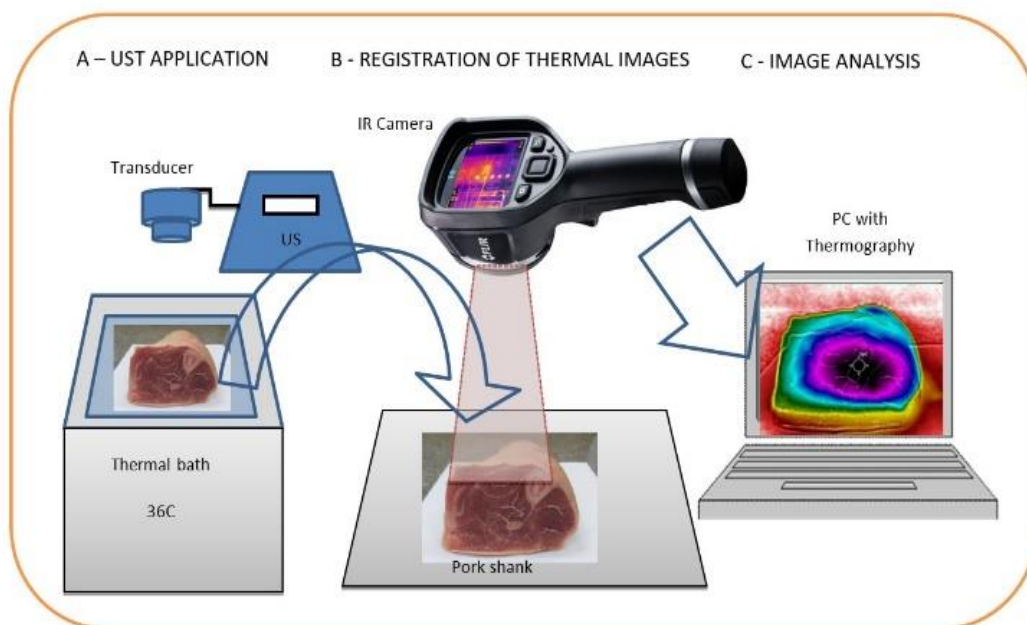 A – UST APPLICATION
B - REGISTRATION OF THERMAL IMAGES
C - IMAGE ANALYSIS
IR Camera
Transducer
US
PC with
Thermography
Thermal bath
36C
Pork shank
FLIR